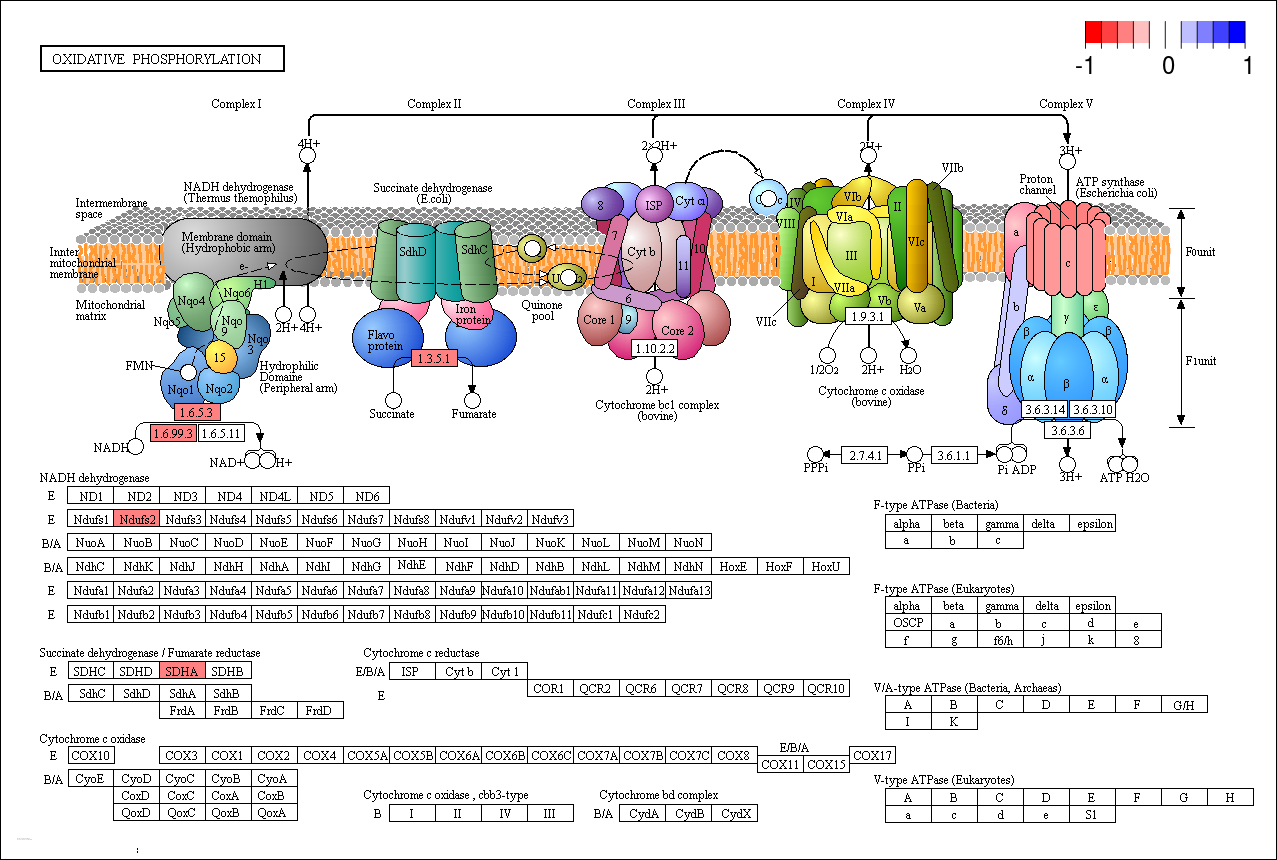 OXIDATIVE PHOSPHORYLATION
-1 0 1
Complex I Complex II Complex III Complex IV Complex V
4H+ 2×2H+ 2H+ 3H+
NADH dehydrogenase
(Thermus themophilus)
Succinate dehydrogenase
(E.coli)
VIIb
Proton
channel
ATP synthase
(Escherichia coli)
Intermembrane
space
Innter
mitochondrial
membrane
Mitochondrial
matrix
Membrane domain
(Hydrophobic arm)
e-
H1
SdhD SdhC
8 ISP Cyt c1
7 Cyt b 10
11
6
Core 1 9 Core 2
C c
IV VIb II
VIII VIa VIc
III
I VIIa
VIIc Vb Va
a c
b
γ ε
β β
α β α
δ
F0unit
F1unit
Nqo4 Nqo6
Nqo5 Nqo
9
Nqo
3
15
FMN
Nqo1 Nqo2
2H+ 4H+
Hydrophilic
Domaine
(Peripheral arm)
Flavo
protein
Iron
protein
Quinone
pool
1.6.5.3
1.6.99.3 1.6.5.11
1.3.5.1
1.10.2.2
1.9.3.1
3.6.3.14 3.6.3.10
3.6.3.6
NADH NAD+ H+
Succinate Fumarate
2H+
Cytochrome bc1 complex
(bovine)
1/2O2 2H+ H2O
Cytochrome c oxidase
(bovine)
PPPi 2.7.4.1 PPi 3.6.1.1 Pi ADP 3H+ ATP H2O
NADH dehydrogenase
E ND1 ND2 ND3 ND4 ND4L ND5 ND6
E Ndufs1 Ndufs2 Ndufs3 Ndufs4 Ndufs5 Ndufs6 Ndufs7 Ndufs8 Ndufv1 Ndufv2 Ndufv3
B/A NuoA NuoB NuoC NuoD NuoE NuoF NuoG NuoH NuoI NuoJ NuoK NuoL NuoM NuoN
B/A NdhC NdhK NdhJ NdhH NdhA NdhI NdhG NdhE NdhF NdhD NdhB NdhL NdhM NdhN HoxE HoxF HoxU
E Ndufa1 Ndufa2 Ndufa3 Ndufa4 Ndufa5 Ndufa6 Ndufa7 Ndufa8 Ndufa9 Ndufa10 Ndufab1 Ndufa11 Ndufa12 Ndufa13
E Ndufb1 Ndufb2 Ndufb3 Ndufb4 Ndufb5 Ndufb6 Ndufb7 Ndufb8 Ndufb9 Ndufb10 Ndufb11 Ndufc1 Ndufc2
Succinate dehydrogenase / Fumarate reductase
E SDHC SDHD SDHA SDHB
B/A SdhC SdhD SdhA SdhB
FrdA FrdB FrdC FrdD
Cytochrome c reductase
E/B/A ISP Cyt b Cyt 1
E COR1 QCR2 QCR6 QCR7 QCR8 QCR9 QCR10
Cytochrome c oxidase
E COX10 COX3 COX1 COX2 COX4 COX5A COX5B COX6A COX6B COX6C COX7A COX7B COX7C COX8
E/B/A
COX11 COX15
COX17
B/A CyoE CyoD CyoC CyoB CyoA
CoxD CoxC CoxA CoxB
QoxD QoxC QoxB QoxA
Cytochrome c oxidase , cbb3-type
B I II IV III
Cytochrome bd complex
B/A CydA CydB CydX
F-type ATPase (Bacteria)
alpha beta gamma delta epsilon
a b c
F-type ATPase (Eukaryotes)
alpha beta gamma delta epsilon
OSCP a b c d e
f g f6/h j k 8
V/A-type ATPase (Bacteria, Archaeas)
A B C D E F G/H
I K
V-type ATPase (Eukaryotes)
A B C D E F G H
a c d e S1